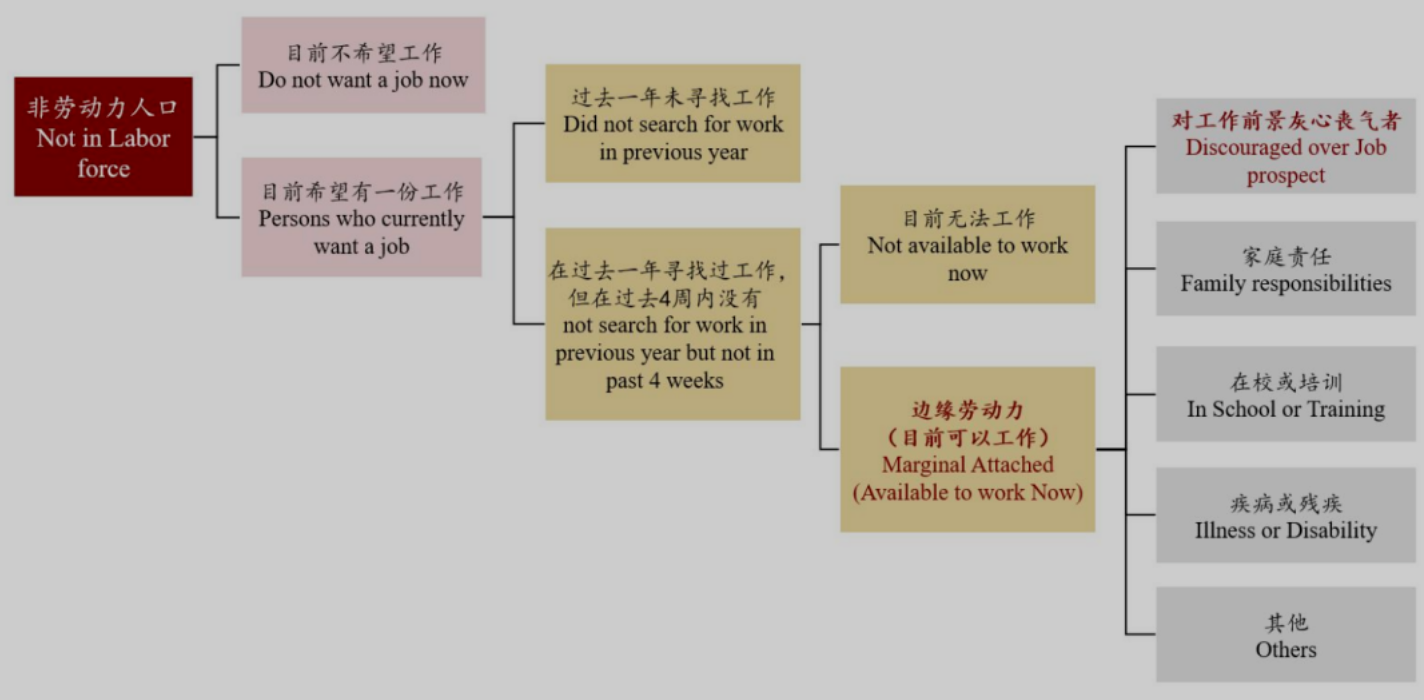 非劳动力人口
Not in Labor
force
目前不希望工作
Do not want a job now
目前希望有一份工作
Persons who currently
want a job
过去一年未寻找工作
Did not search for work
in previous year
在过去一年寻找过工作，
但在过去4周内没有
not search for work in
previous year but not in
past 4 weeks
目前无法工作
Not available to work
now
边缘劳动力
（目前可以工作）
Marginal Attached
(Available to work Now)
对工作前景灰心丧气者
Discouraged over Job
prospect
家庭责任
Family responsibilities
在校或培训
In School or Training
疾病或残疾
Illness or Disability
其他
Others